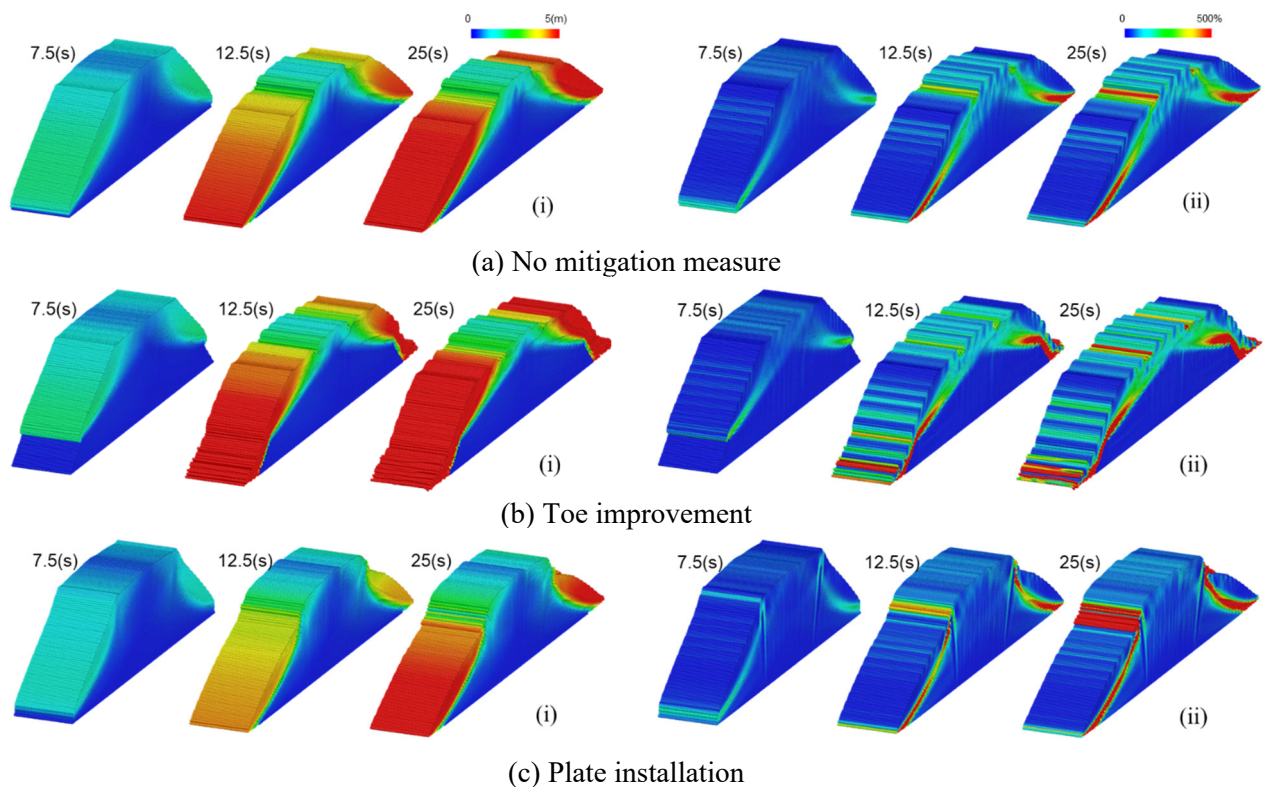 0 5(m) 0 500%
7.5(s) 12.5(s) 25(s) 7.5(s) 12.5(s) 25(s)
(i) (ii)
(a) No mitigation measure
7.5(s) 12.5(s) 25(s) 7.5(s) 12.5(s) 25(s)
(i) (ii)
(b) Toe improvement
7.5(s) 12.5(s) 25(s) 7.5(s) 12.5(s) 25(s)
(i) (ii)
(c) Plate installation